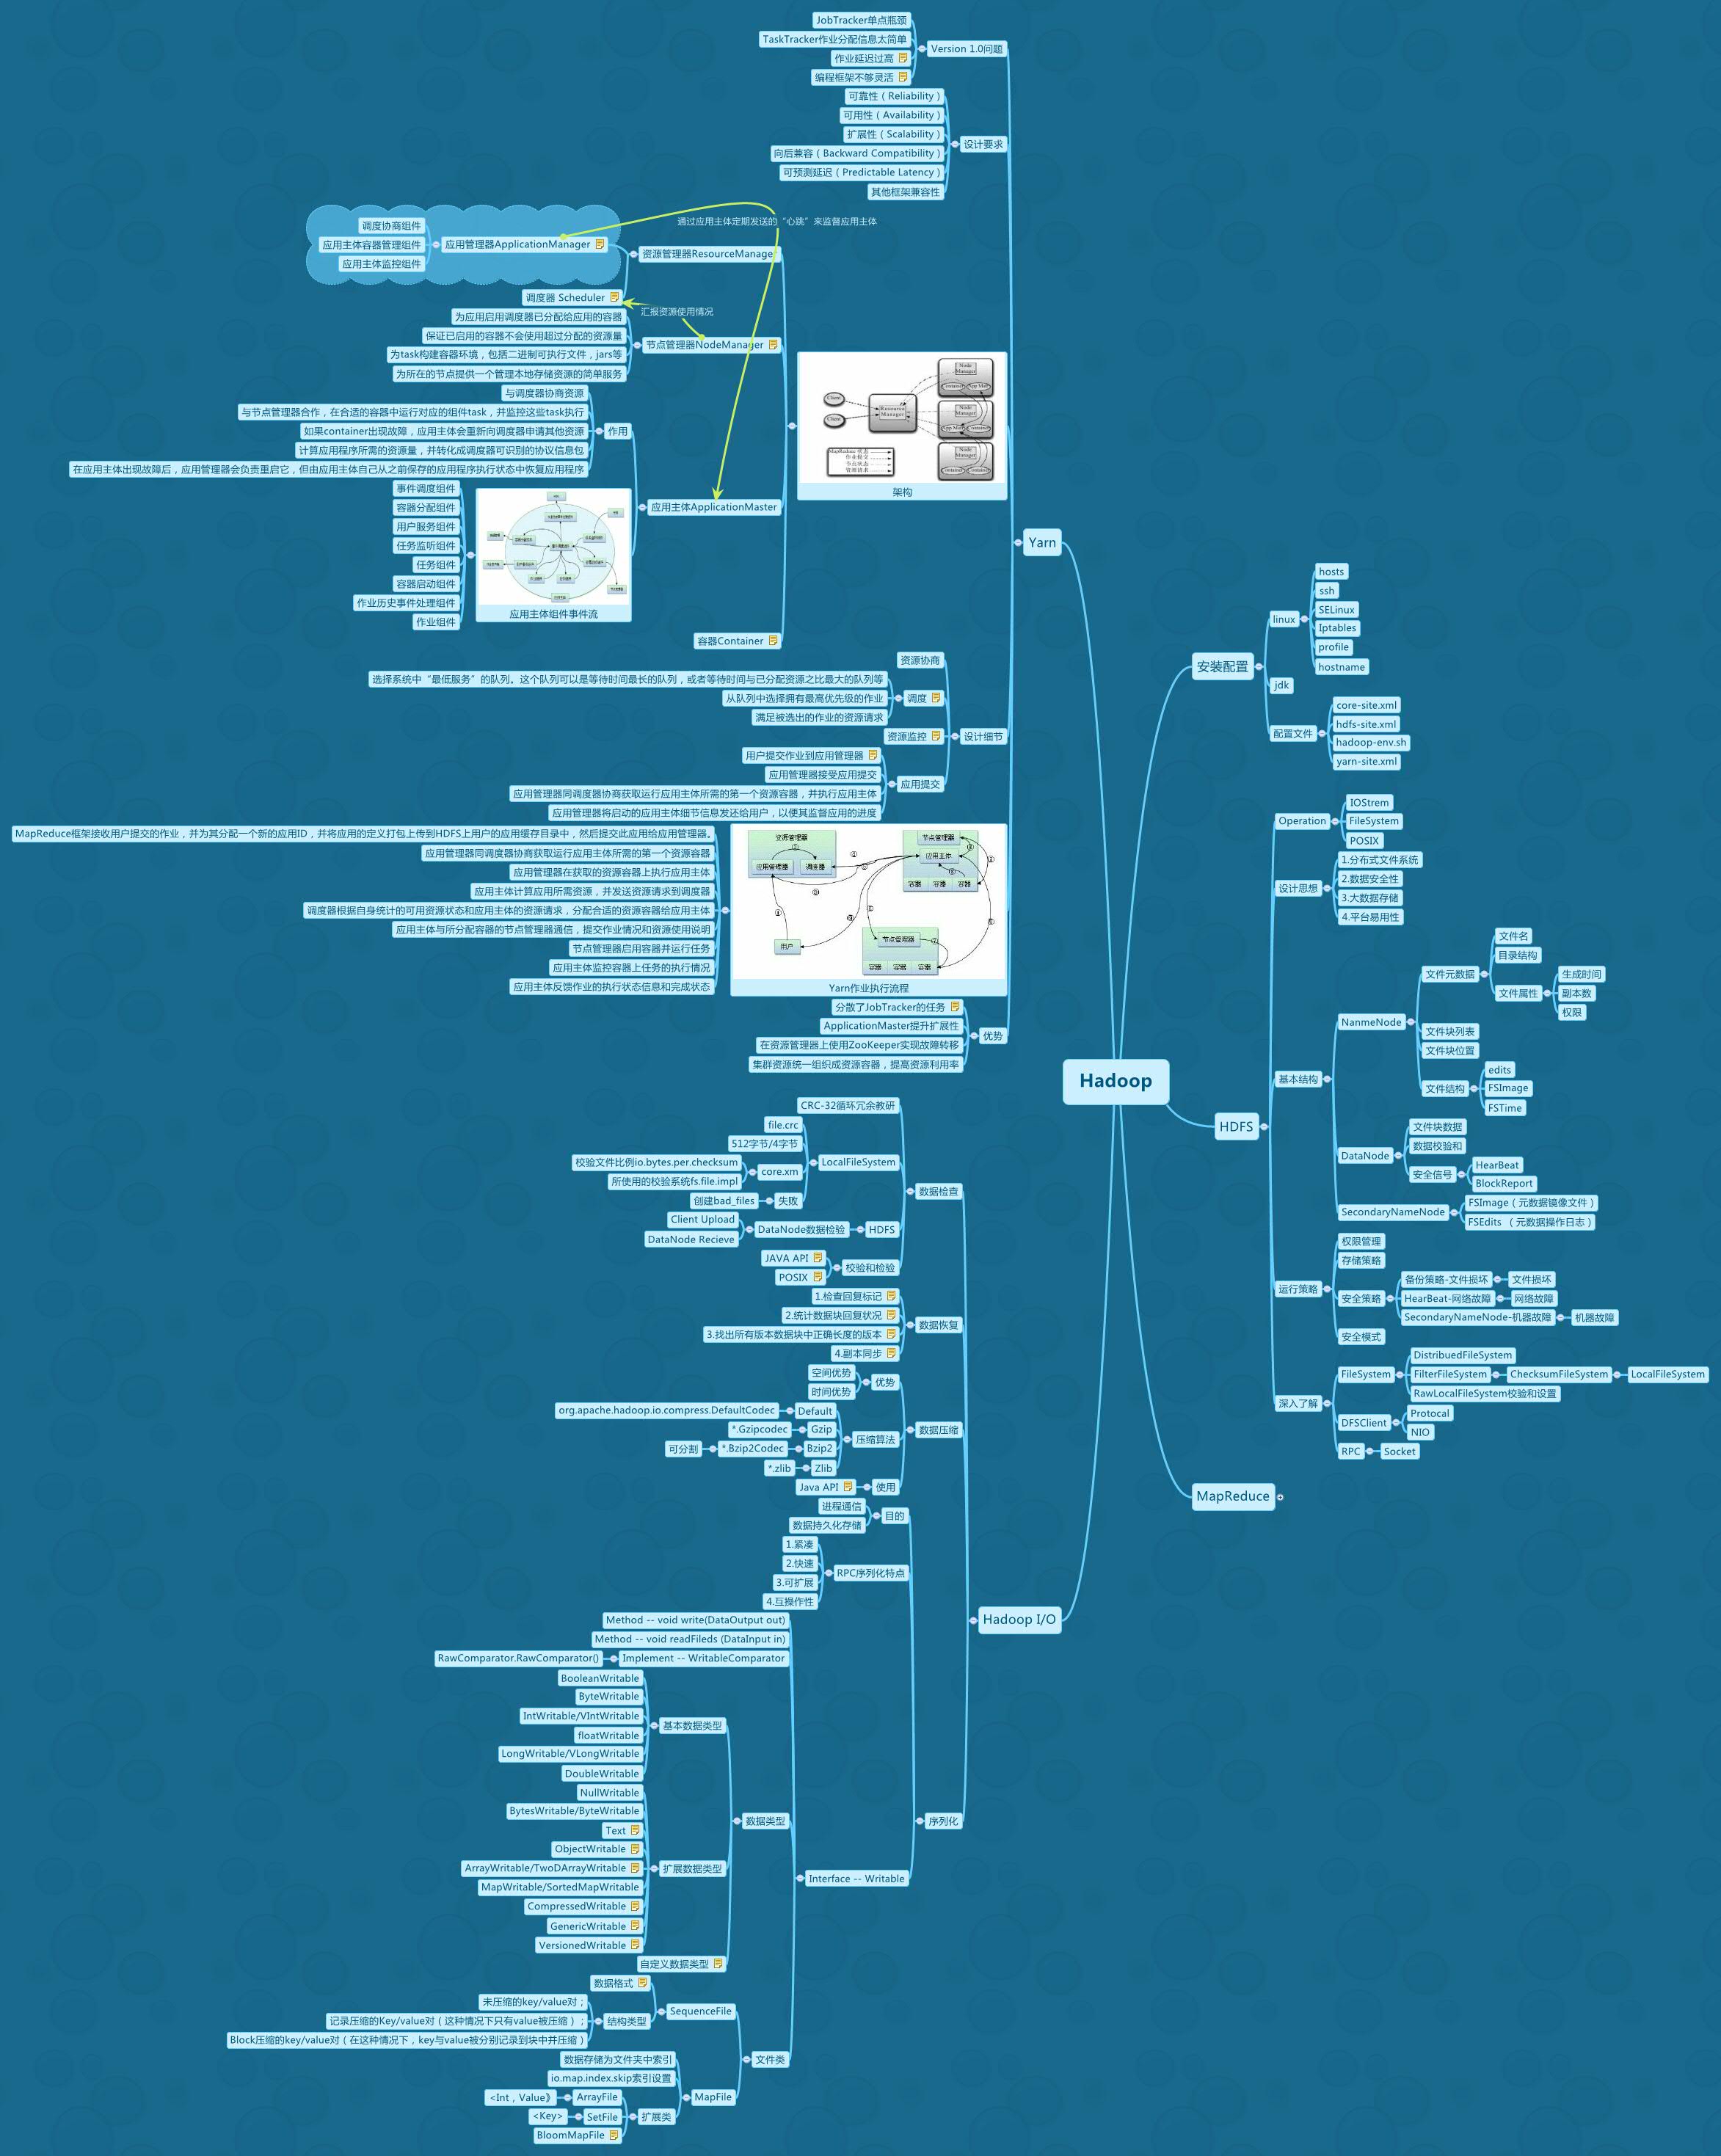 Hadoop
Yarn
Version 1.0问题
JobTracker单点瓶颈
TaskTracker作业分配信息太简单
作业延迟过高
编程框架不够灵活
设计要求
可靠性 ( Reliability )
可用性 ( Availability )
扩展性 ( Scalability )
向后兼容 ( Backward Compatibility )
可预测延迟 ( Predictable Latency )
其他框架兼容性
架构
Client
Client
Resource
Manager
Node
Manager
Container
App Mst
Node
Manager
App Mst
Container
Node
Manager
Container
Container
MapReduce 状态
作业提交
节点状态
资源请求
资源管理器ResourceManager
应用管理器ApplicationManager
调度协商组件
应用主体容器管理组件
应用主体监控组件
调度器 Scheduler
通过应用主体定期发送的“心跳”来监督应用主体
汇报资源使用情况
节点管理器NodeManager
为应用启用调度器已分配给应用的容器
保证已启用的容器不会使用超过分配的资源量
为task构建容器环境，包括二进制可执行文件，jars等
为所在的节点提供一个管理本地存储资源的简单服务
应用主体ApplicationMaster
作用
与调度器协商资源
与节点管理器合作，在合适的容器中运行对应的组件task，并监控这些task执行
如果container出现故障，应用主体会重新向调度器申请其他资源
计算应用程序所需的资源量，并转化成调度器可识别的协议信息包
在应用主体出现故障后，应用管理器会负责重启它，但由应用主体自己从之前保存的应用程序执行状态中恢复应用程序
应用主体组件事件流
事件调度组件
容器分配组件
用户服务组件
任务监听组件
任务组件
容器启动组件
作业历史事件处理组件
作业组件
容器Container
设计细节
资源协商
调度
选择系统中“最低服务”的队列。这个队列可以是等待时间最长的队列，或者等待时间与已分配资源之比最大的队列等
从队列中选择拥有最高优先级的作业
满足被选出的作业的资源请求
资源监控
应用提交
用户提交作业到应用管理器
应用管理器接受应用提交
应用管理器同调度器协商获取运行应用主体所需的第一个资源容器，并执行应用主体
应用管理器将启动的应用主体细节信息发还给用户，以便其监督应用的进度
Yarn作业执行流程
资源管理器
应用管理器
调度器
节点管理器
应用主体
容器
容器
容器
用户
节点管理器
容器
容器
容器
MapReduce框架接收用户提交的作业，并为其分配一个新的应用ID，并将应用的定义打包上传到HDFS上用户的应用缓存目录中，然后提交此应用给应用管理器。
应用管理器同调度器协商获取运行应用主体所需的第一个资源容器
应用管理器在获取的资源容器上执行应用主体
应用主体计算应用所需资源，并发送资源请求到调度器
调度器根据自身统计的可用资源状态和应用主体的资源请求，分配合适的资源容器给应用主体
应用主体与所分配容器的节点管理器通信，提交作业情况和资源使用说明
节点管理器启用容器并运行任务
应用主体监控容器上任务的执行情况
应用主体反馈作业的执行状态信息和完成状态
优势
分散了JobTracker的任务
ApplicationMaster提升扩展性
在资源管理器上使用ZooKeeper实现故障转移
集群资源统一组织成资源容器，提高资源利用率
安装配置
linux
hosts
ssh
SELinux
Iptables
profile
hostname
jdk
配置文件
core-site.xml
hdfs-site.xml
hadoop-env.sh
yarn-site.xml
HDFS
Operation
IOStrem
FileSystem
POSIX
设计思想
1.分布式文件系统
2.数据安全性
3.大数据存储
4.平台易用性
基本结构
NanmeNode
文件元数据
文件名
目录结构
文件属性
生成时间
副本数
权限
文件块列表
文件块位置
文件结构
edits
FSImage
FSTime
DataNode
文件块数据
数据校验和
安全信号
HearBeat
BlockReport
SecondaryNameNode
FSImage ( 元数据镜像文件 )
FSEdits （元数据操作日志 )
运行策略
权限管理
存储策略
安全策略
备份策略-文件损坏
文件损坏
HearBeat-网络故障
网络故障
SecondaryNameNode-机器故障
机器故障
安全模式
深入了解
FileSystem
DistribuedFileSystem
FilterFileSystem
ChecksumFileSystem
LocalFileSystem
RawLocalFileSystem校验和设置
DFSClient
Protocal
NIO
RPC
Socket
MapReduce
Hadoop I/O
数据检查
CRC-32循环冗余教研
LocalFileSystem
file.crc
512字节/4字节
core.xm
校验文件比例io.bytes.per.checksum
所使用的校验系统fs.file.impl
失败
创建bad_files
HDFS
DataNode数据检验
Client Upload
DataNode Recieve
校验和检验
JAVA API
POSIX
数据恢复
1.检查回复标记
2.统计数据块回复状况
3.找出所有版本数据块中正确长度的版本
4.副本同步
数据压缩
优势
空间优势
时间优势
压缩算法
Default
org.apache.hadoop.io.compress.DefaultCodec
Gzip
*.Gzipcodec
Bzip2
*.Bzip2Codec
可分割
Zlib
*.zlib
使用
Java API
序列化
目的
进程通信
数据持久化存储
RPC序列化特点
1.紧凑
2.快速
3.可扩展
4.互操作性
Interface -- Writable
Method -- void write(DataOutput out)
Method -- void readFileds (DataInput in)
Implement -- WritableComparator
RawComparator.RawComparator()
数据类型
基本数据类型
BooleanWritable
ByteWritable
IntWritable/VIntWritable
floatWritable
LongWritable/VLongWritable
DoubleWritable
扩展数据类型
NullWritable
BytesWritable/ByteWritable
Text
ObjectWritable
ArrayWritable/TwoDArrayWritable
MapWritable/SortedMapWritable
CompressedWritable
GenericWritable
VersionedWritable
自定义数据类型
文件类
SequenceFile
数据格式
结构类型
未压缩的key/value对；
记录压缩的Key/value对 ( 这种情况下只有value被压缩 ) ；
Block压缩的key/value对 ( 在这种情况下，key与value被分别记录到块中并压缩 )
MapFile
数据存储为文件夹中索引
io.map.index.skip索引设置
扩展类
ArrayFile
<Int , Value》
SetFile
<Key>
BloomMapFile